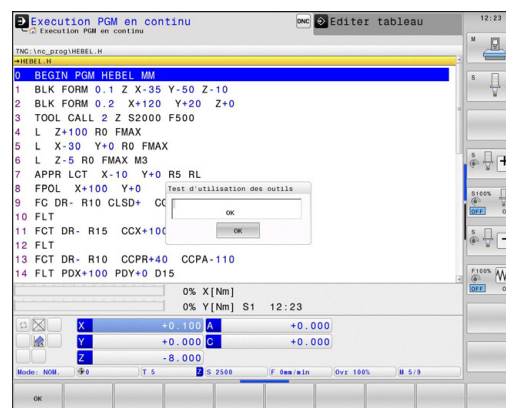 Execution PGM en continu
Execution PGM en continu
DNC
Editer tableau
12:23
TNC:\nc_prog\HEBEL.H
→HEBEL.H
0 BEGIN PGM HEBEL MM
1 BLK FORM 0.1 Z X-35 Y-50 Z-10
2 BLK FORM 0.2 X+120 Y+20 Z+0
3 TOOL CALL 2 Z S2000 F500
4 L Z+100 R0 FMAX
5 L X-30 Y+0 R0 FMAX
6 L Z-5 R0 FMAX M3
7 APPR LCT X-10 Y+0 R5 RL
8 FPOL X+100 Y+0
9 FC DR- R10 CLSD+ CC
10 FLT
11 FCT DR- R15 CCX+100
12 FLT
13 FCT DR- R10 CCPR+40 CCPA-110
14 FLT PDX+100 PDY+0 D15
Test d'utilisation des outils
OK
OK
0% X[Nm]
0% Y[Nm] S1 12:23
X +0.100 A +0.000
Y +0.000 C +0.000
Z -8.000
Mode: NOM. 0 T 5 Z S 2500 F 0mm/min Ovr 100% M 5/9
OK
M
S
S
S100%
OFF
S
F100%
OFF